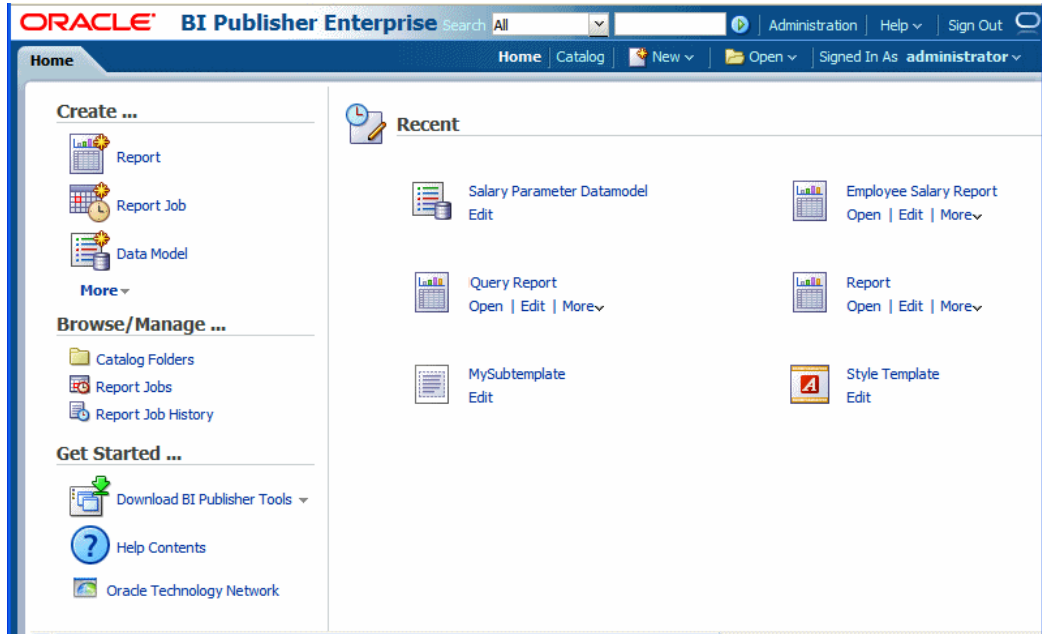 ORACLE BI Publisher Enterprise Search All Administration Help Sign Out
Home Home Catalog New Open Signed In As administrator
Create ...
Report
Report Job
Data Model
More
Browse/Manage ...
Catalog Folders
Report Jobs
Report Job History
Get Started ...
Download BI Publisher Tools
Help Contents
Oracle Technology Network
Recent
Salary Parameter Datamodel
Edit
Employee Salary Report
Open | Edit | More
Query Report
Open | Edit | More
Report
Open | Edit | More
MySubtemplate
Edit
Style Template
Edit